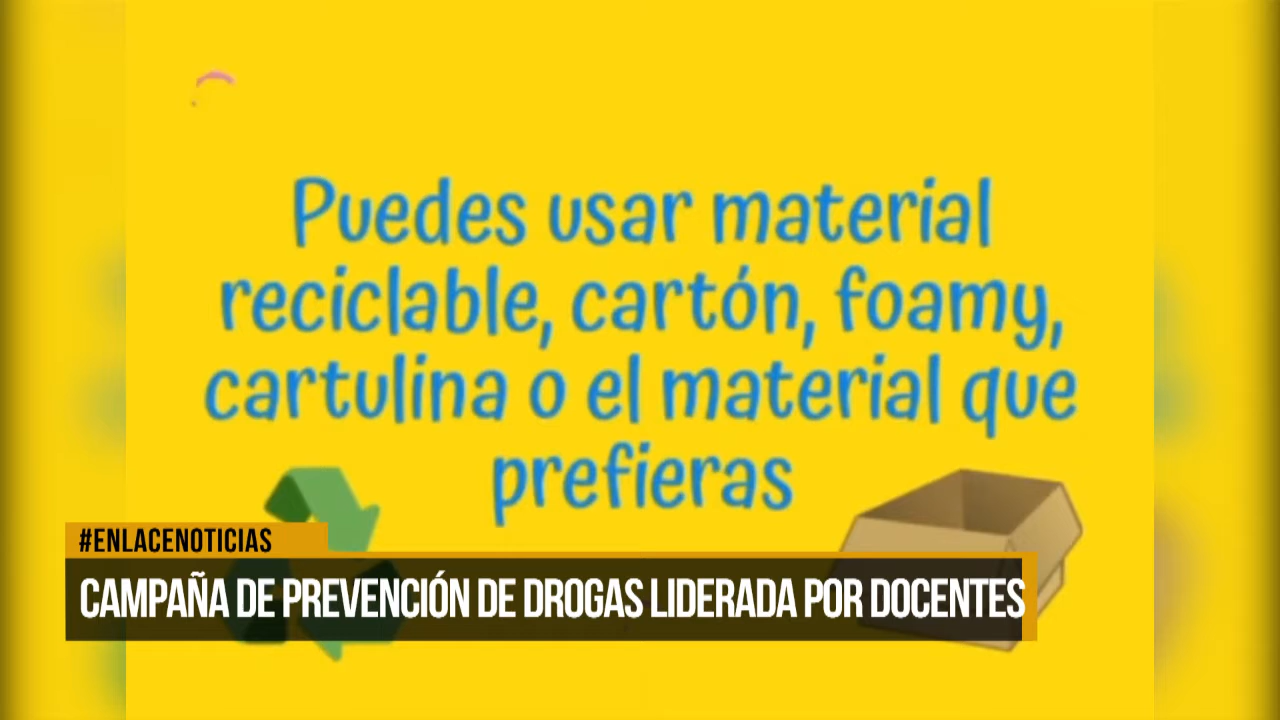 Puedes usar material
reciclable, cartón, foamy,
cartulina o el material que
prefieras
#ENLACENOTICIAS
CAMPAÑA DE PREVENCIÓN DE DROGAS LIDERADA POR DOCENTES